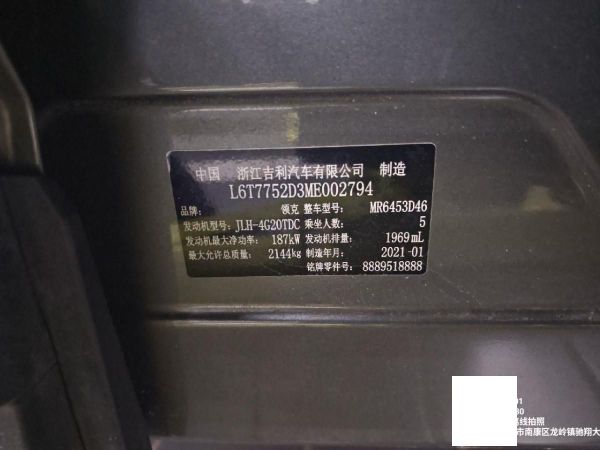 中国 浙江吉利汽车有限公司 制造
L6T7752D3ME002794
品牌: 领克 整车型号: MR6453D46
发动机型号: JLH-4G20TDC 乘坐人数: 5
发动机最大净功率: 187kW 发动机排量: 1969mL
最大允许总质量: 2144kg 制造年月: 2021-01
铭牌零件号: 8889518888
01
30
线拍照
市南康区龙岭镇驰翔大